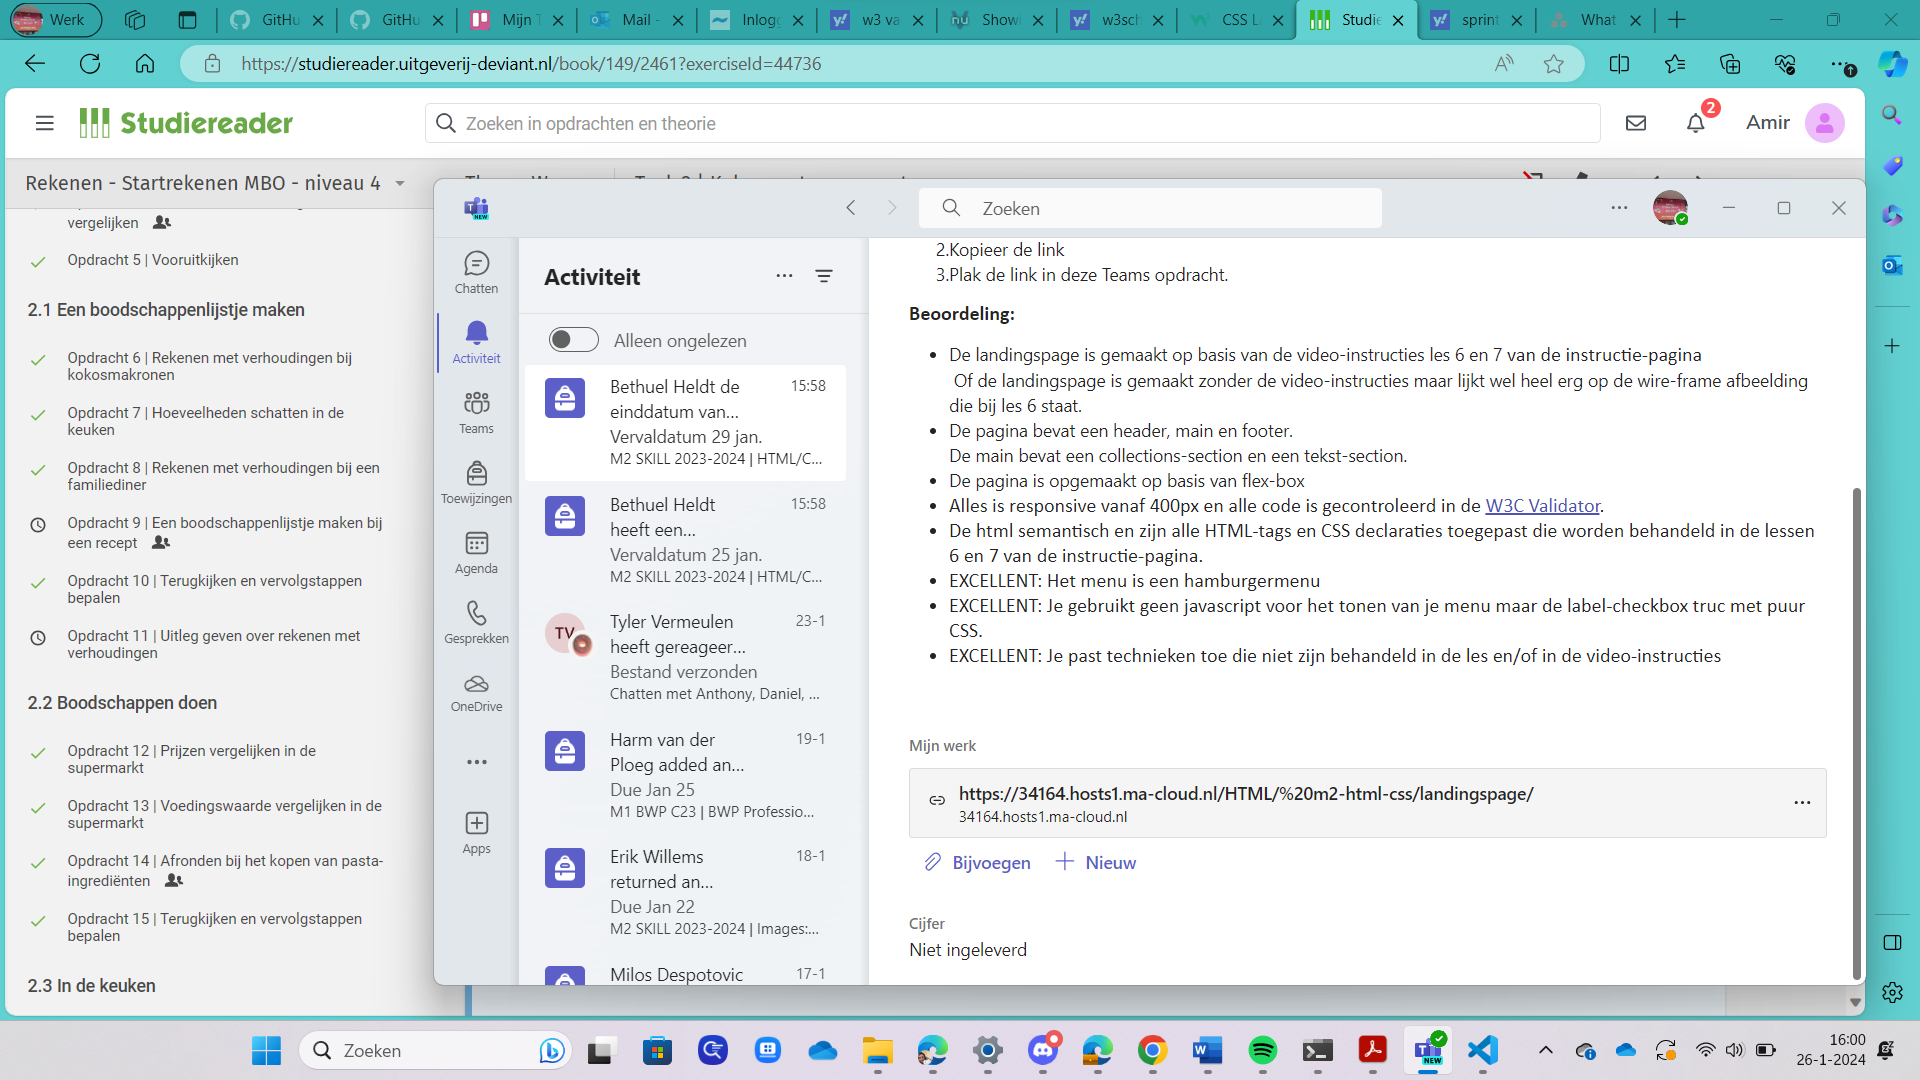 Werk
GitHu
GitHu
Mijn T
Mail -
Inlogg
w3 va
Show
w3sch
CSS L
Studie
sprint
What
https://studiereader.uitgeverij-deviant.nl/book/149/2461?exerciseId=44736
Studiereader
Zoeken in opdrachten en theorie
2
Amir
Rekenen - Startrekenen MBO - niveau 4
vergelijken
Opdracht 5 | Vooruitkijken
2.1 Een boodschappenlijstje maken
Opdracht 6 | Rekenen met verhoudingen bij
kokosmakronen
Opdracht 7 | Hoeveelheden schatten in de
keuken
Opdracht 8 | Rekenen met verhoudingen bij een
familiediner
Opdracht 9 | Een boodschappenlijstje maken bij
een recept
Opdracht 10 | Terugkijken en vervolgstappen
bepalen
Opdracht 11 | Uitleg geven over rekenen met
verhoudingen
2.2 Boodschappen doen
Opdracht 12 | Prijzen vergelijken in de
supermarkt
Opdracht 13 | Voedingswaarde vergelijken in de
supermarkt
Opdracht 14 | Afronden bij het kopen van pasta-
ingrediënten
Opdracht 15 | Terugkijken en vervolgstappen
bepalen
2.3 In de keuken
NEW
Zoeken
Chatten
Activiteit
Teams
Toewijzingen
Agenda
Gesprekken
OneDrive
Apps
Activiteit
Alleen ongelezen
Bethuel Heldt de 15:58
einddatum van...
Vervaldatum 29 jan.
M2 SKILL 2023-2024 | HTML/C...
Bethuel Heldt 15:58
heeft een...
Vervaldatum 25 jan.
M2 SKILL 2023-2024 | HTML/C...
TV
Tyler Vermeulen 23-1
heeft gereageer...
Bestand verzonden
Chatten met Anthony, Daniel, ...
Harm van der 19-1
Ploeg added an...
Due Jan 25
M1 BWP C23 | BWP Professio...
Erik Willems 18-1
returned an...
Due Jan 22
M2 SKILL 2023-2024 | Images:...
Milos Despotovic 17-1
2.Kopieer de link
3.Plak de link in deze Teams opdracht.
Beoordeling:
• De landingspage is gemaakt op basis van de video-instructies les 6 en 7 van de instructie-pagina
Of de landingspage is gemaakt zonder de video-instructies maar lijkt wel heel erg op de wire-frame afbeelding
die bij les 6 staat.
• De pagina bevat een header, main en footer.
De main bevat een collections-section en een tekst-section.
• De pagina is opgemaakt op basis van flex-box
• Alles is responsive vanaf 400px en alle code is gecontroleerd in de W3C Validator.
• De html semantisch en zijn alle HTML-tags en CSS declaraties toegepast die worden behandeld in de lessen
6 en 7 van de instructie-pagina.
• EXCELLENT: Het menu is een hamburgermenu
• EXCELLENT: Je gebruikt geen javascript voor het tonen van je menu maar de label-checkbox truc met puur
CSS.
• EXCELLENT: Je past technieken toe die niet zijn behandeld in de les en/of in de video-instructies
Mijn werk
https://34164.hosts1.ma-cloud.nl/HTML/%20m2-html-css/landingspage/
34164.hosts1.ma-cloud.nl
Bijvoegen
Nieuw
Cijfer
Niet ingeleverd
Zoeken
NEW
16:00
26-1-2024